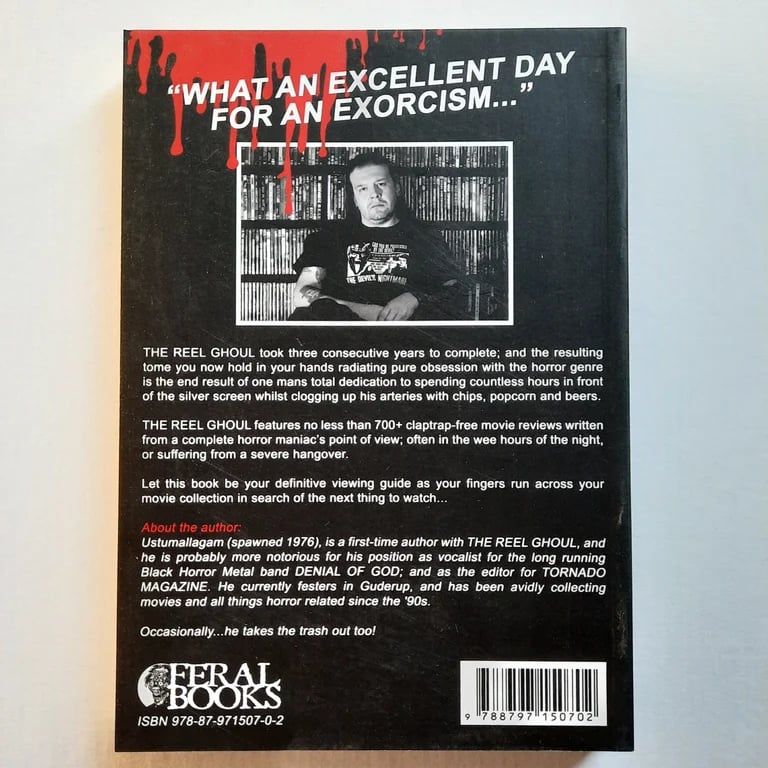 “WHAT AN EXCELLENT DAY
FOR AN EXORCISM...”
THE DEVIL'S NIGHTMARE
THE REEL GHOUL took three consecutive years to complete; and the resulting
tome you now hold in your hands radiating pure obsession with the horror genre
is the end result of one mans total dedication to spending countless hours in front
of the silver screen whilst clogging up his arteries with chips, popcorn and beers.
THE REEL GHOUL features no less than 700+ claptrap-free movie reviews written
from a complete horror maniac's point of view; often in the wee hours of the night,
or suffering from a severe hangover.
Let this book be your definitive viewing guide as your fingers run across your
movie collection in search of the next thing to watch...
About the author:
Ustumallagam (spawned 1976), is a first-time author with THE REEL GHOUL, and
he is probably more notorious for his position as vocalist for the long running
Black Horror Metal band DENIAL OF GOD; and as the editor for TORNADO
MAGAZINE. He currently festers in Guderup, and has been avidly collecting
movies and all things horror related since the '90s.
Occasionally...he takes the trash out too!
FERAL
BOOKS
ISBN 978-87-971507-0-2
9 788797 150702